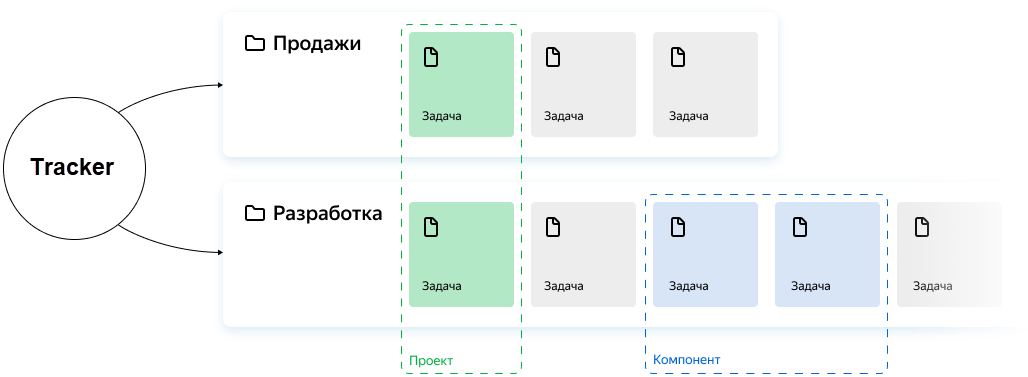 Tracker
Продажи
Задача
Задача
Задача
Разработка
Задача
Задача
Задача
Задача
Задача
Проект
Компонент